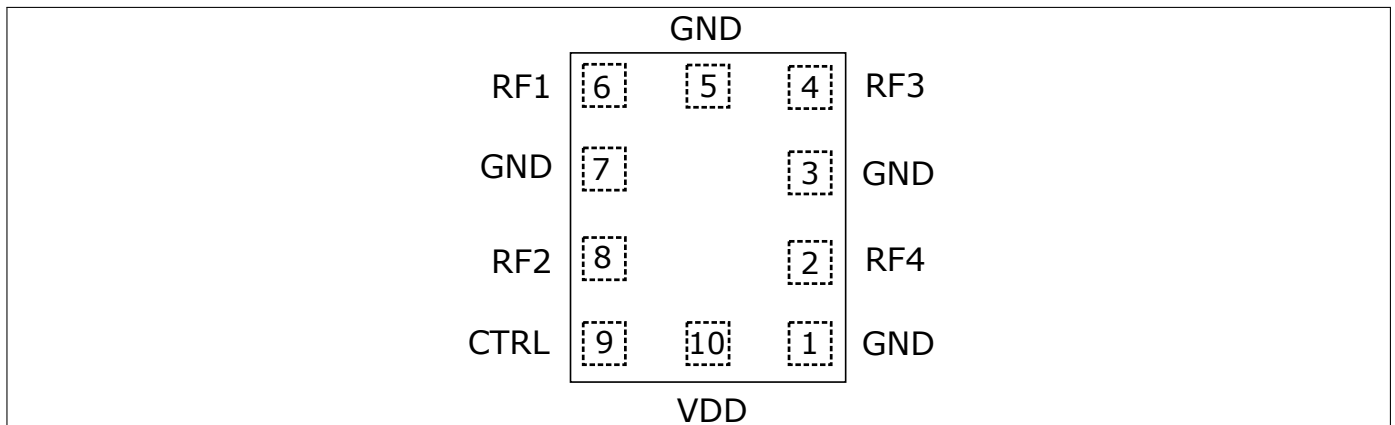 GND
RF1 6 5 4 RF3
GND 7 3 GND
RF2 8 2 RF4
CTRL 9 10 1 GND
VDD